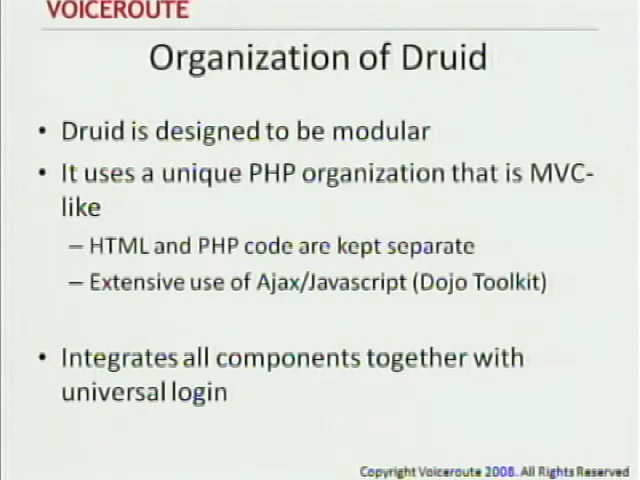 VOICEROUTE
Organization of Druid
• Druid is designed to be modular
• It uses a unique PHP organization that is MVC-
like
– HTML and PHP code are kept separate
– Extensive use of Ajax/Javascript (Dojo Toolkit)
• Integrates all components together with
universal login
Copyright Voiceroute 2008. All Rights Reserved